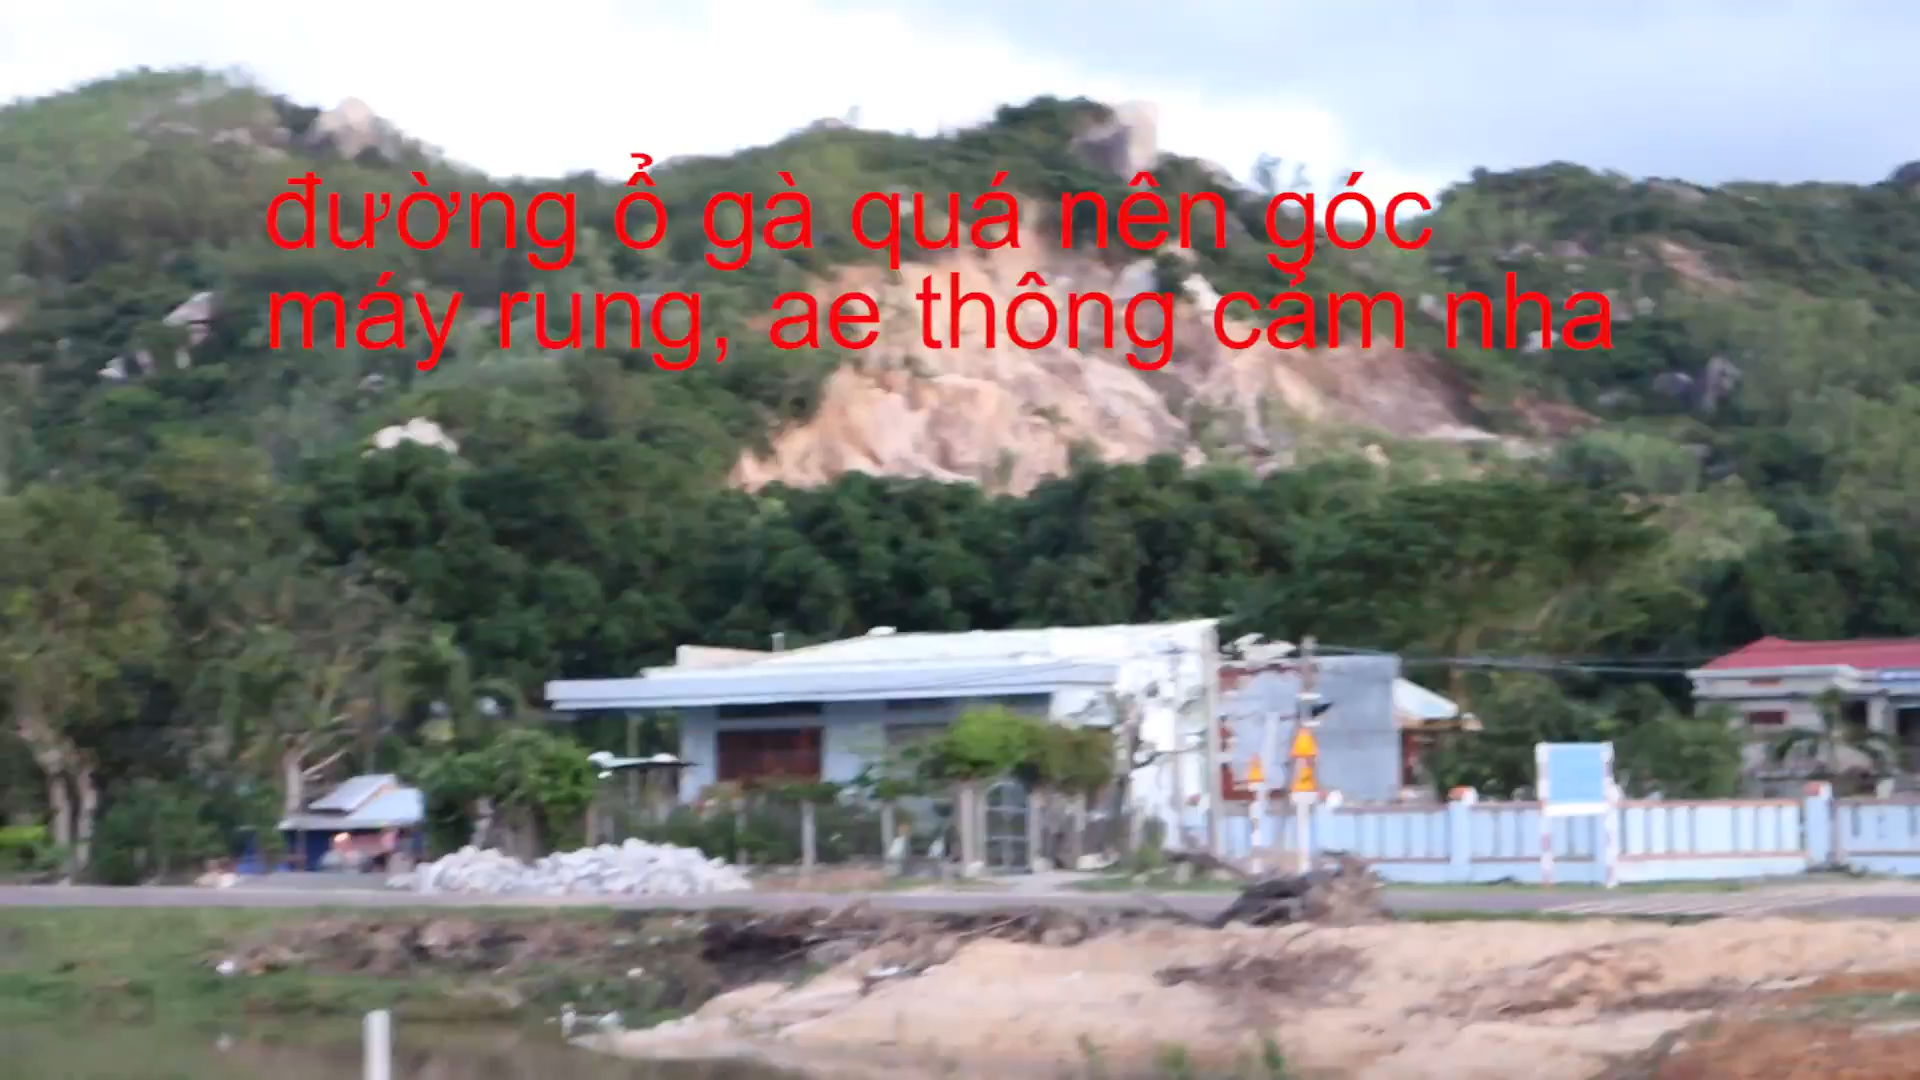 đường ổ gà quá nên góc
máy rung, ae thông cảm nha